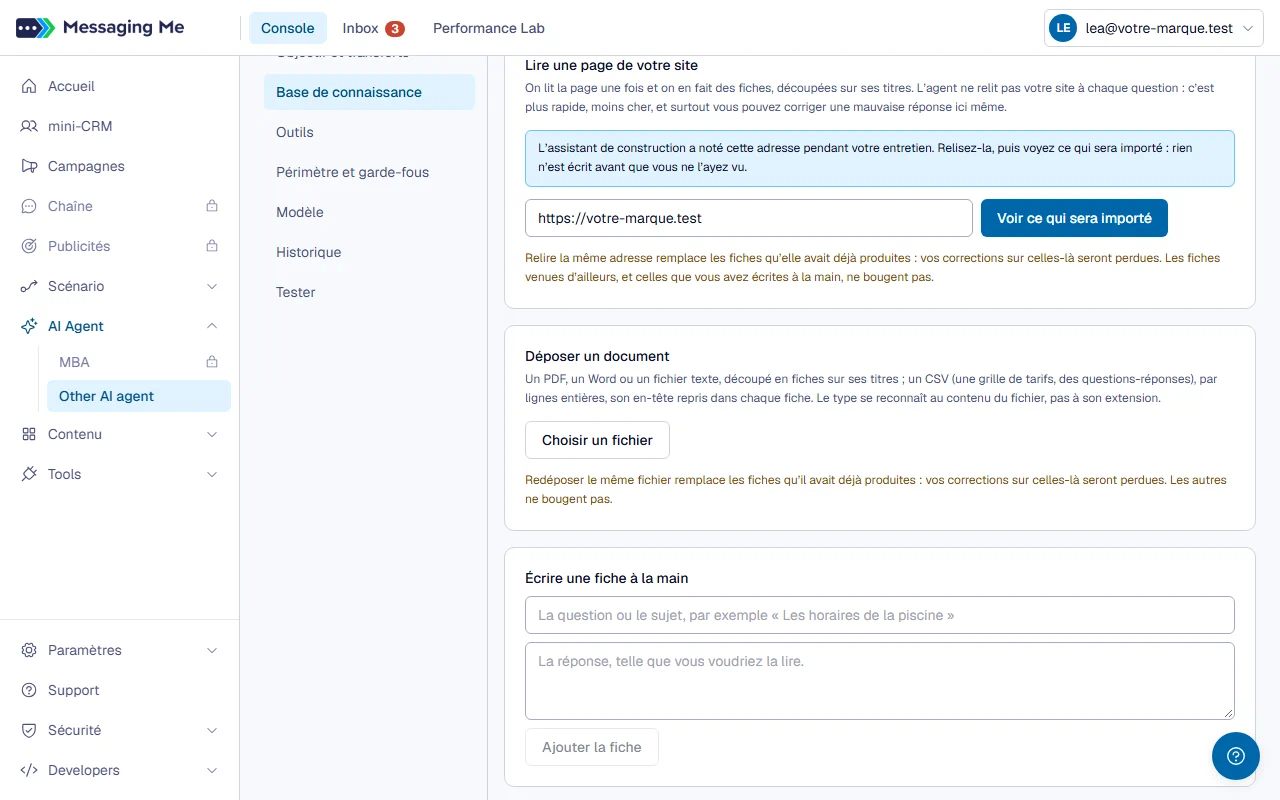 Messaging Me
Console
Inbox 3
Performance Lab
LE lea@votre-marque.test
Accueil
mini-CRM
Campagnes
Chaîne
Publicités
Scénario
AI Agent
MBA
Other AI agent
Contenu
Tools
Paramètres
Support
Sécurité
Developers
Base de connaissance
Outils
Périmètre et garde-fous
Modèle
Historique
Tester
Lire une page de votre site
On lit la page une fois et on en fait des fiches, découpées sur ses titres. L’agent ne relit pas votre site à chaque question : c’est
plus rapide, moins cher, et surtout vous pouvez corriger une mauvaise réponse ici même.
L’assistant de construction a noté cette adresse pendant votre entretien. Relisez-la, puis voyez ce qui sera importé : rien
n’est écrit avant que vous ne l’ayez vu.
https://votre-marque.test
Voir ce qui sera importé
Relire la même adresse remplace les fiches qu’elle avait déjà produites : vos corrections sur celles-là seront perdues. Les fiches
venues d’ailleurs, et celles que vous avez écrites à la main, ne bougent pas.
Déposer un document
Un PDF, un Word ou un fichier texte, découpé en fiches sur ses titres ; un CSV (une grille de tarifs, des questions-réponses), par
lignes entières, son en-tête repris dans chaque fiche. Le type se reconnaît au contenu du fichier, pas à son extension.
Choisir un fichier
Redéposer le même fichier remplace les fiches qu’il avait déjà produites : vos corrections sur celles-là seront perdues. Les autres
ne bougent pas.
Écrire une fiche à la main
La question ou le sujet, par exemple « Les horaires de la piscine »
La réponse, telle que vous voudriez la lire.
Ajouter la fiche